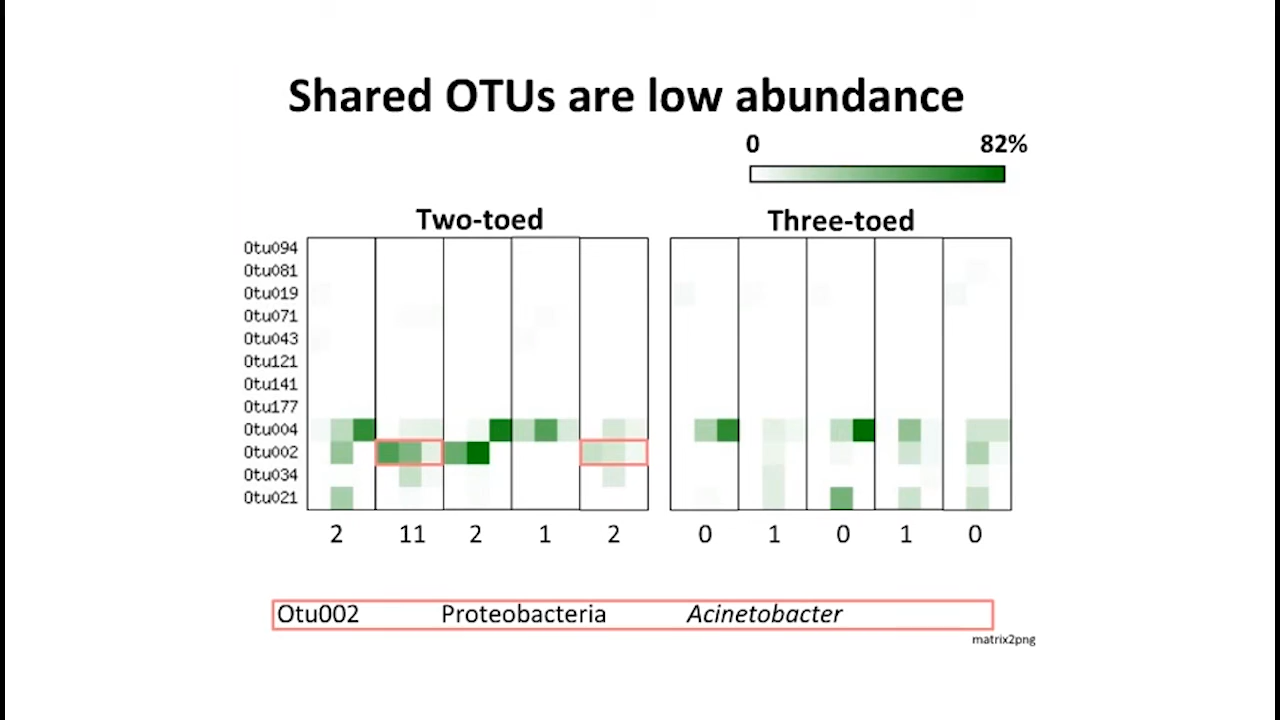 Shared OTUs are low abundance
0 82%
Two-toed Three-toed
Otu094
Otu081
Otu019
Otu071
Otu043
Otu121
Otu141
Otu177
Otu004
Otu002
Otu034
Otu021
2 11 2 1 2 0 1 0 1 0
Otu002 Proteobacteria Acinetobacter
matrix2png